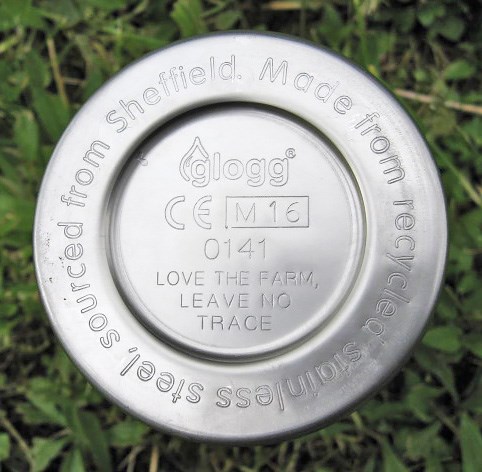 Made from recycled stainless steel, sourced from Sheffield.
glogg®
CE M 16
0141
LOVE THE FARM,
LEAVE NO
TRACE